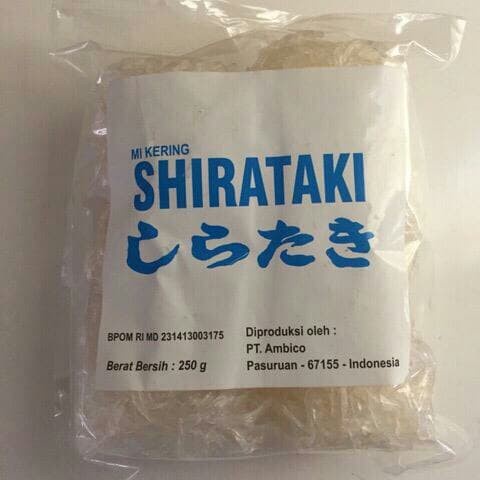 MI KERING
SHIRATAKI
しらたき
BPOM RI MD 231413003175
Berat Bersih : 250 g
Diproduksi oleh :
PT. Ambico
Pasuruan - 67155 - Indonesia